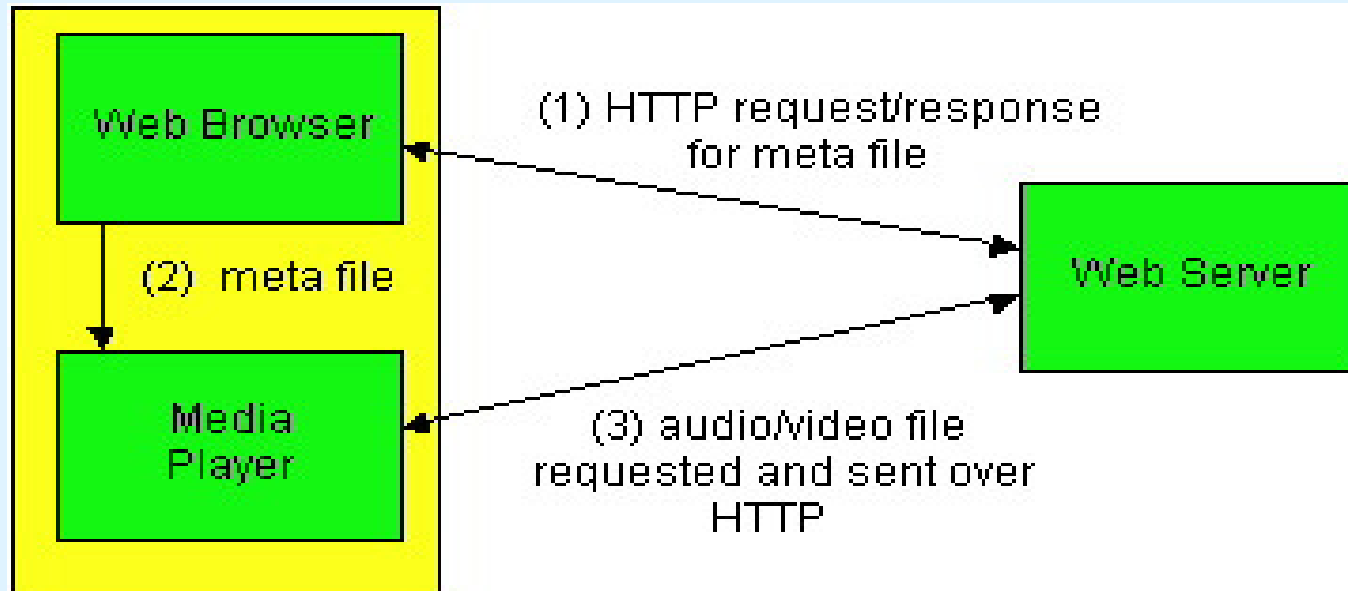 Web Browser
(1) HTTP request/response
for meta file
Web Server
(2) meta file
Media
Player
(3) audio/video file
requested and sent over
HTTP